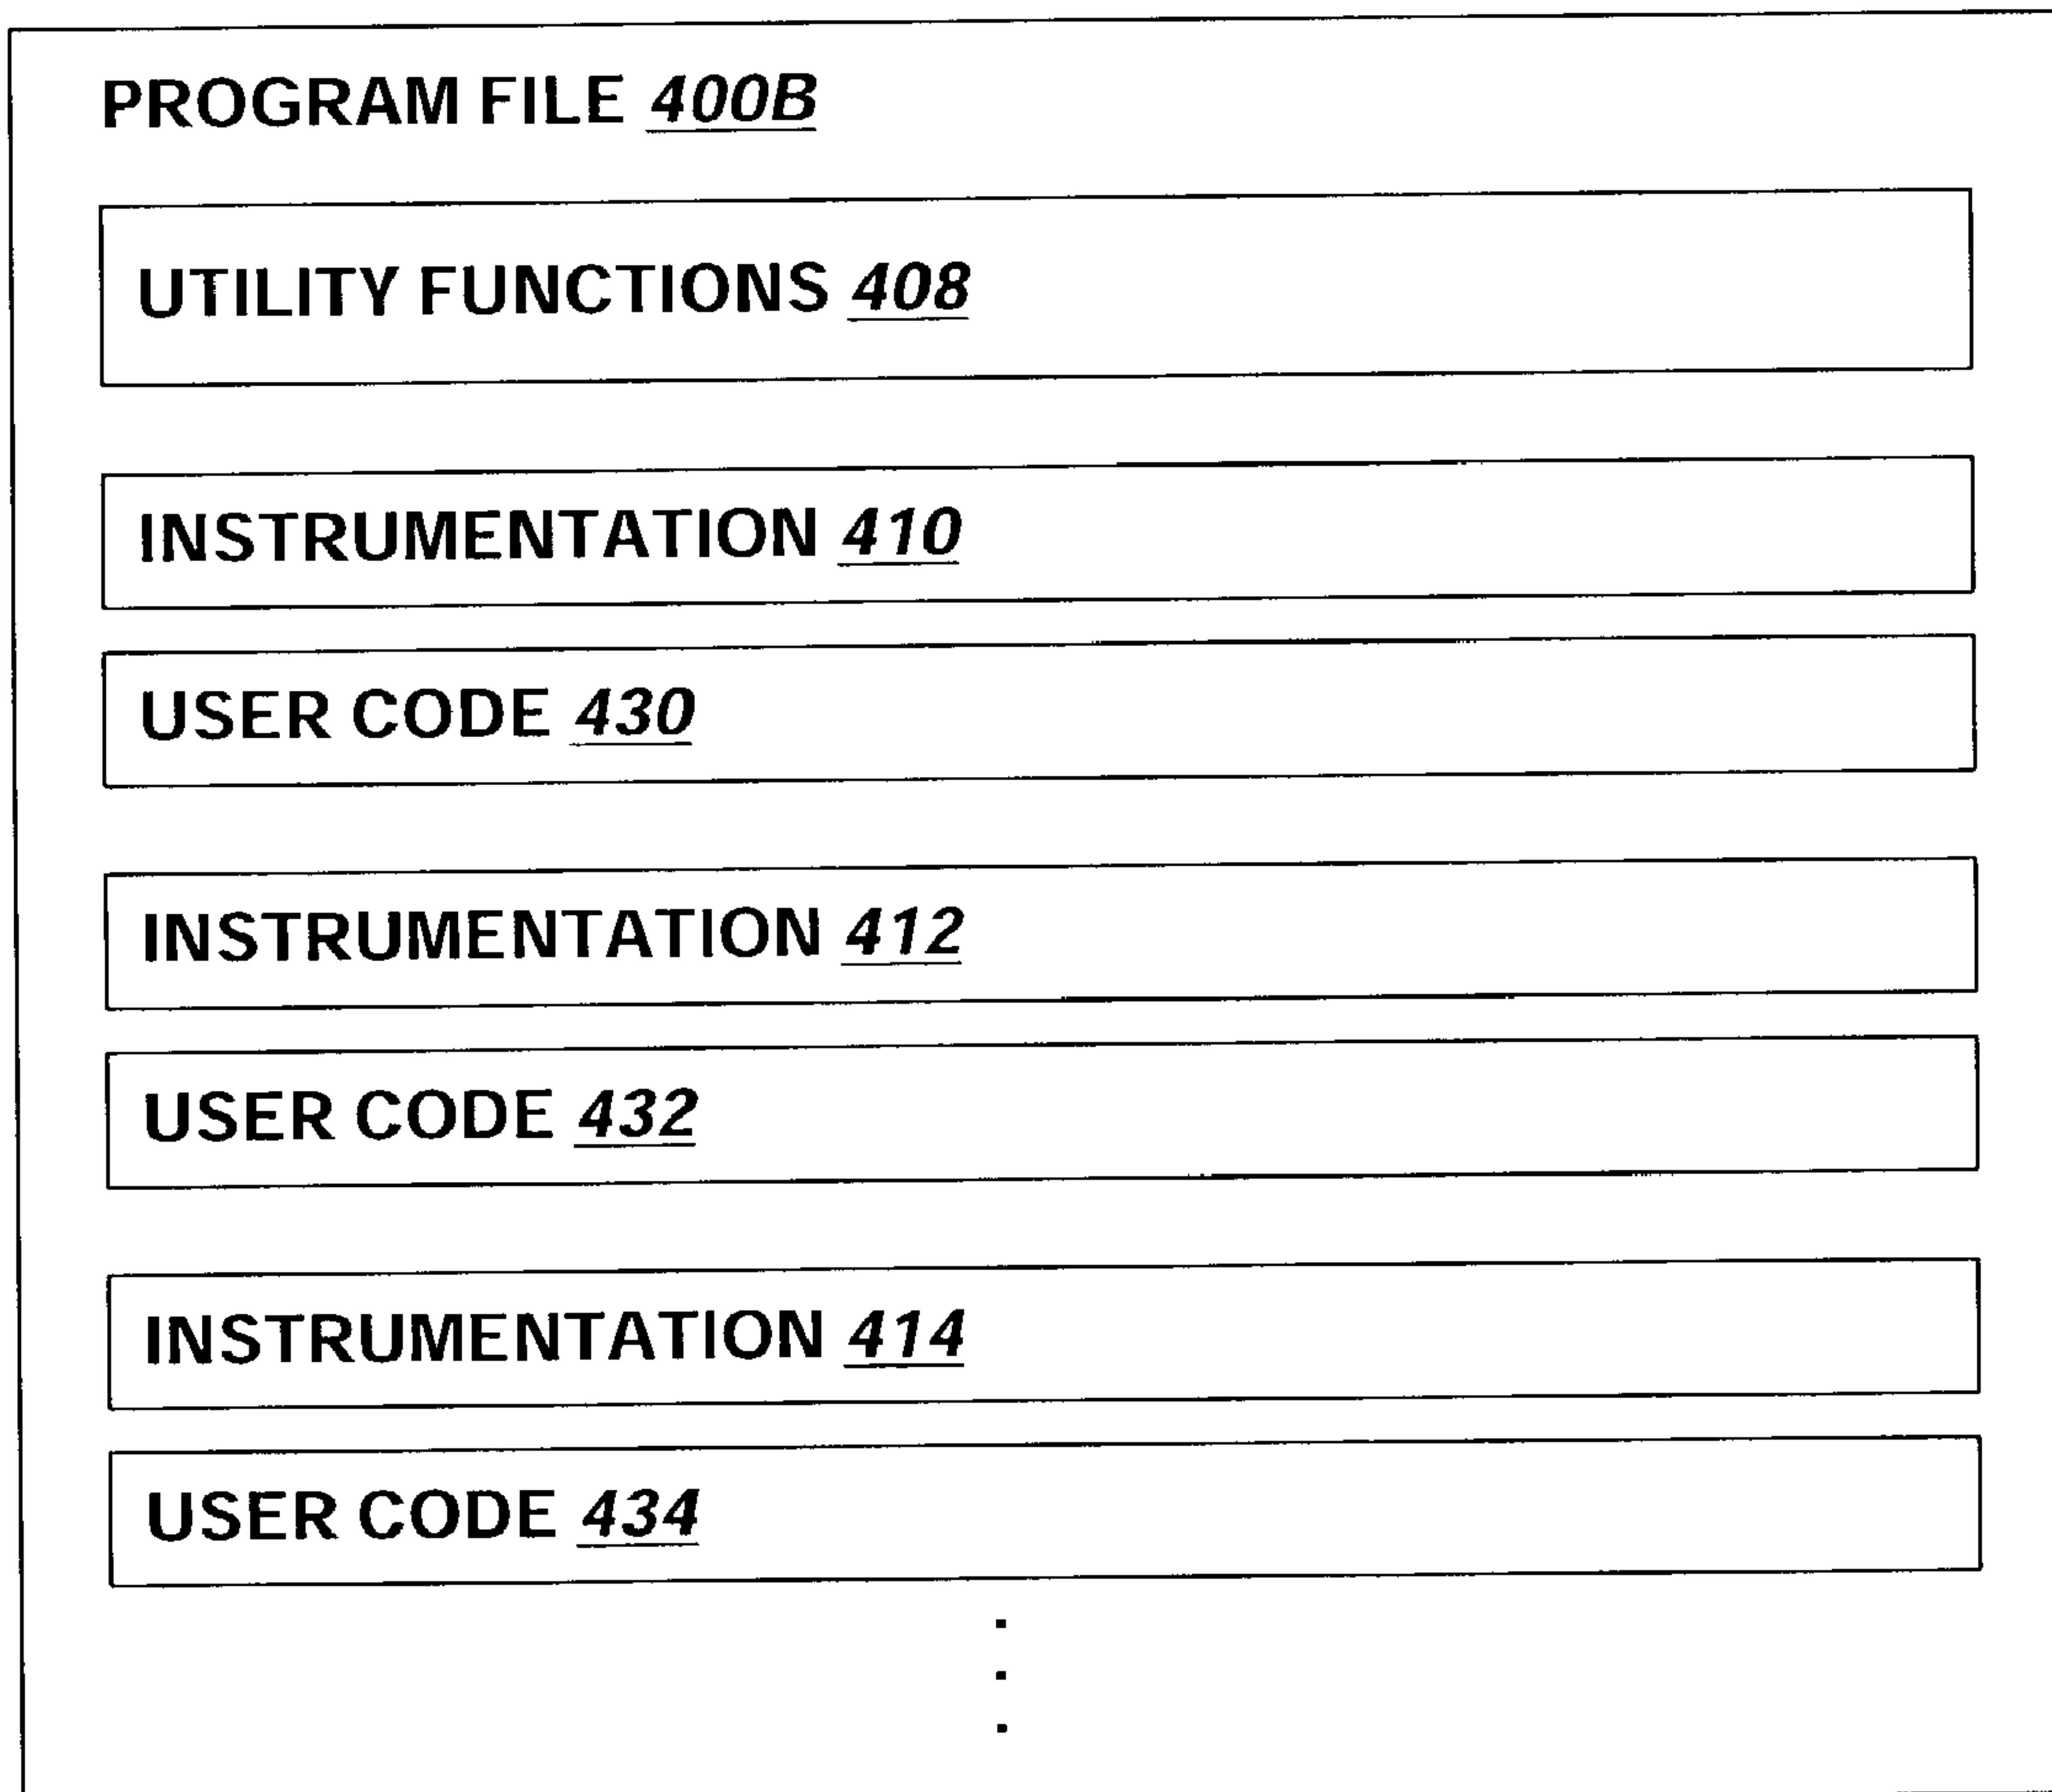 PROGRAM FILE 400B
UTILITY FUNCTIONS 408
INSTRUMENTATION 410
USER CODE 430
INSTRUMENTATION 412
USER CODE 432
INSTRUMENTATION 414
USER CODE 434